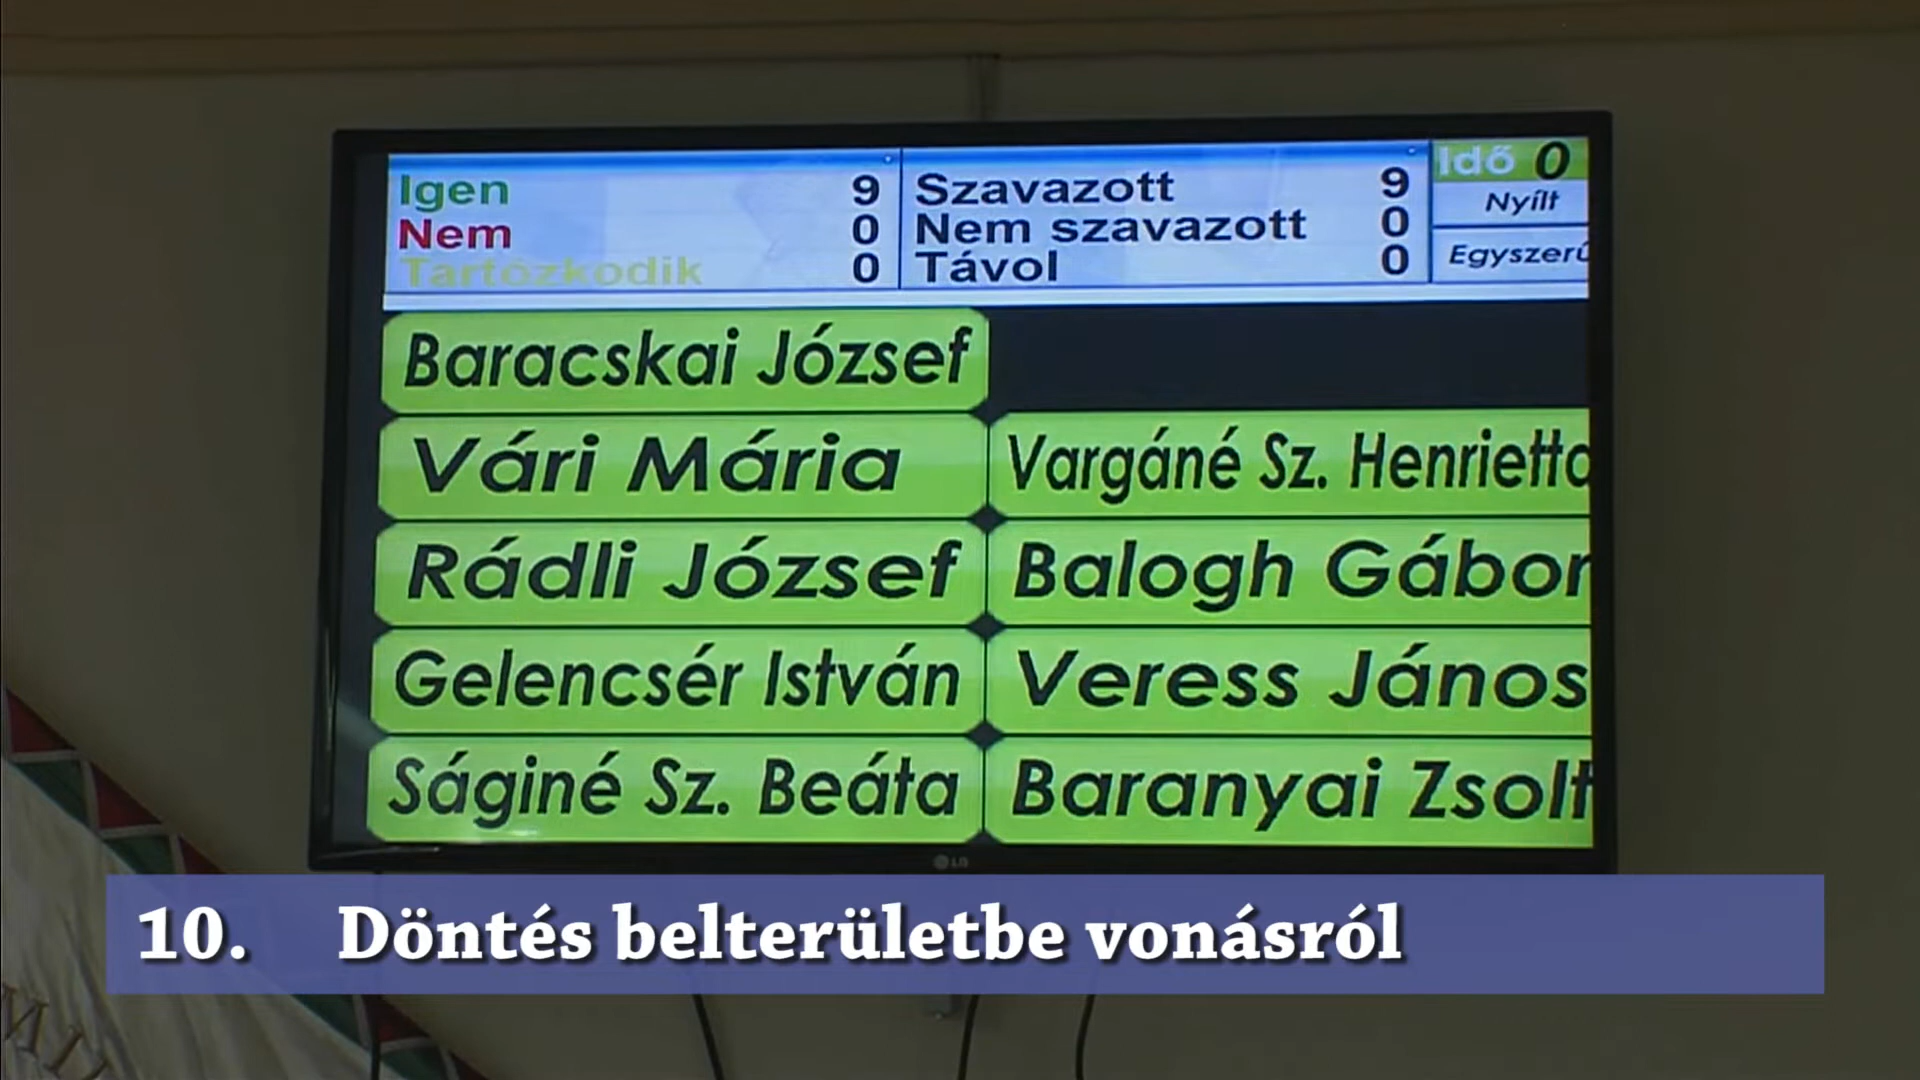 Igen 9
Nem 0
Tartózkodik 0
Szavazott 9
Nem szavazott 0
Távol 0
Idő 0
Nyílt
Egyszerű
Baracskai József
Vári Mária
Vargáné Sz. Henrietta
Rádli József
Balogh Gábor
Gelencsér István
Veress János
Ságiné Sz. Beáta
Baranyai Zsolt
LG
10. Döntés belterületbe vonásról